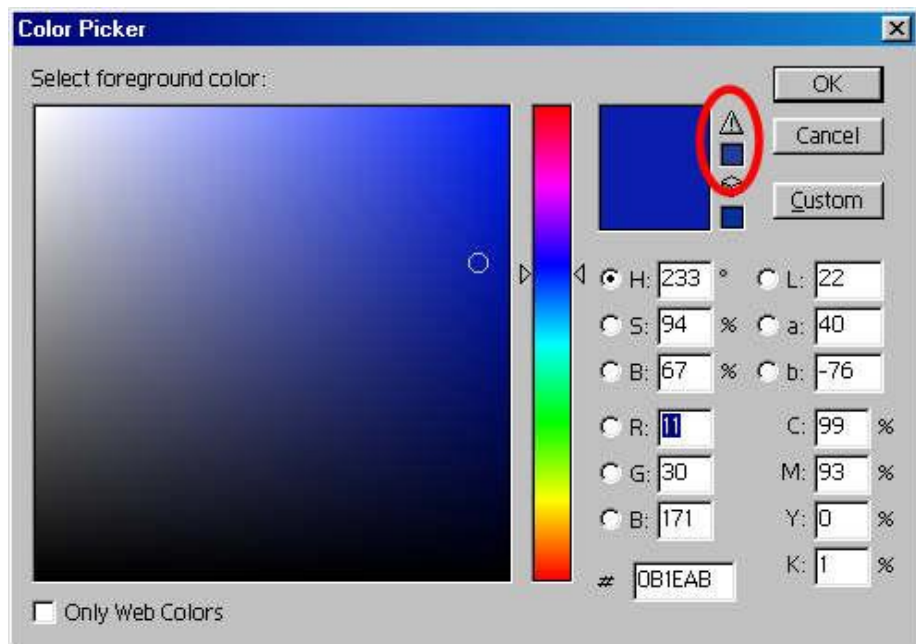 Color Picker
Select foreground color:
OK
Cancel
Custom
H: 233 ° L: 22
S: 94 % a: 40
B: 67 % b: -76
R: 11 C: 99 %
G: 30 M: 93 %
B: 171 Y: 0 %
# 0B1EAB K: 1 %
Only Web Colors